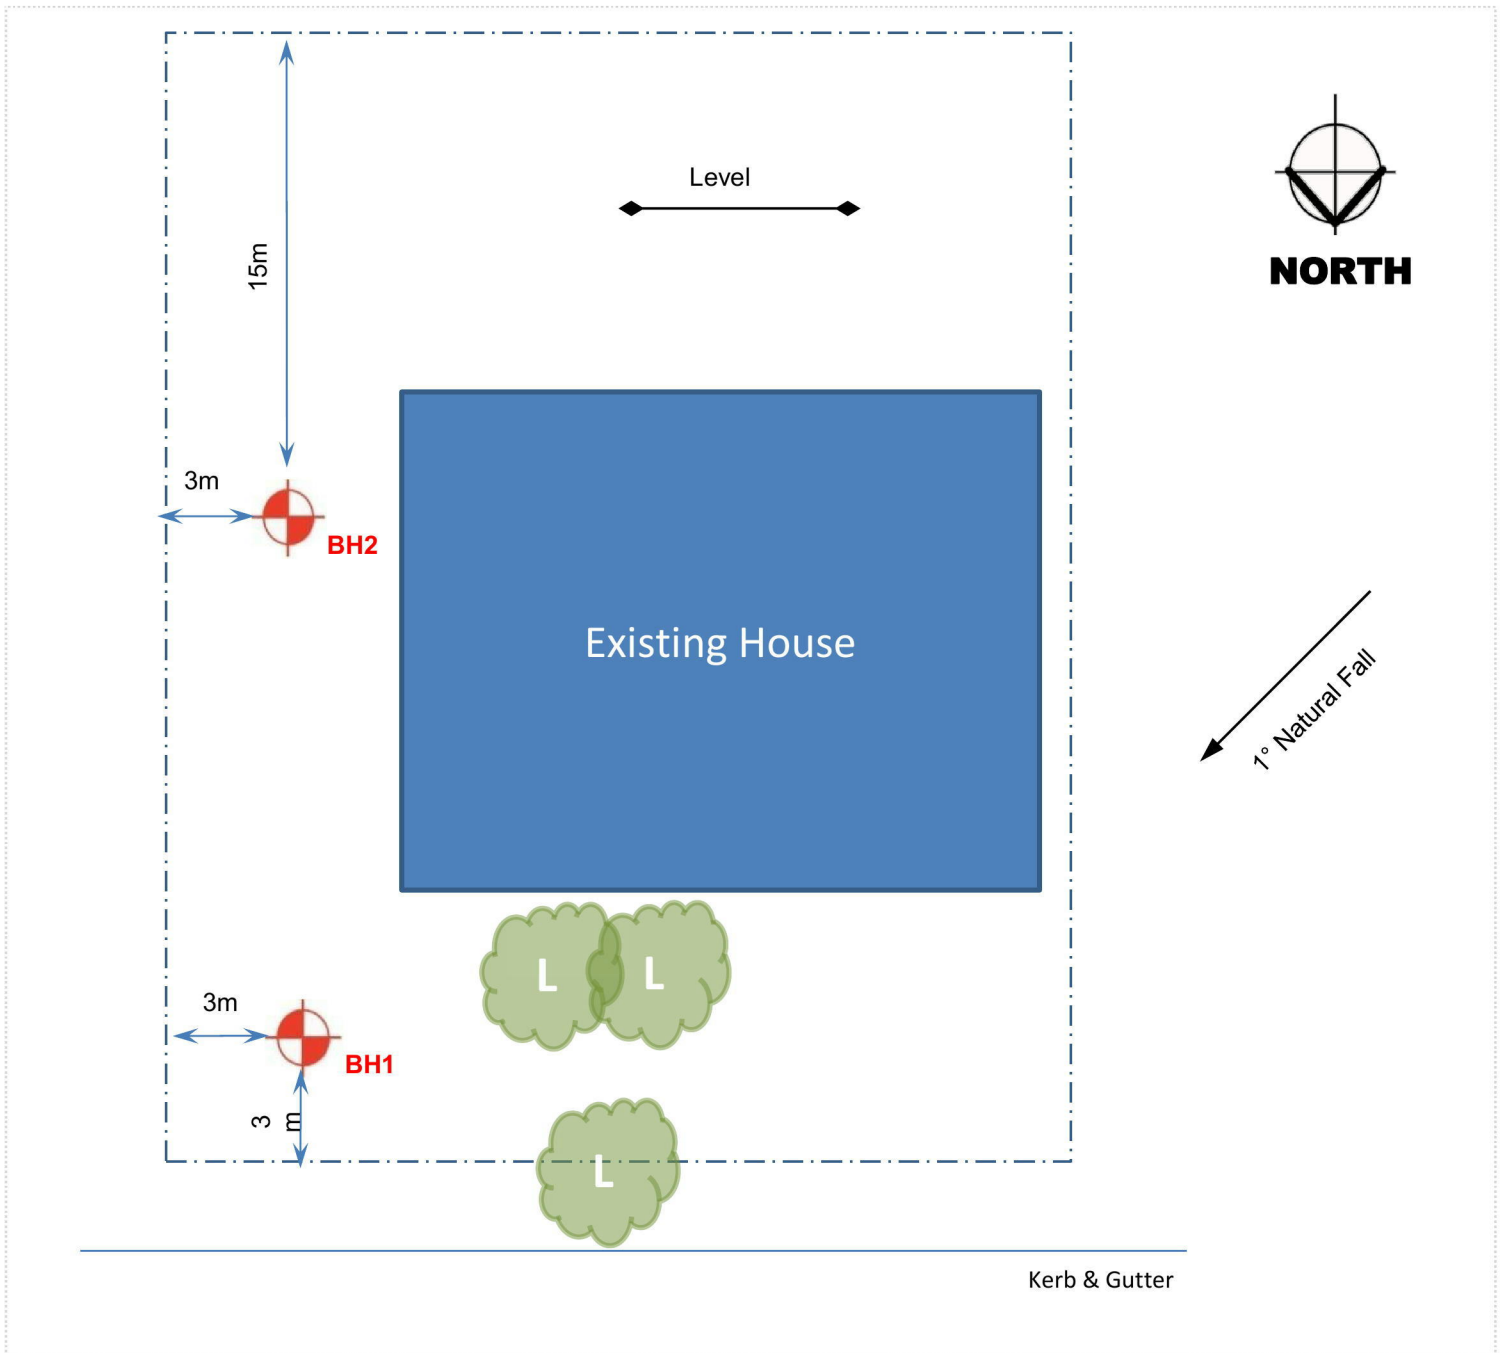 Level
NORTH
15m
3m
BH2
Existing House
1° Natural Fall
L
L
3m
BH1
3 m
L
Kerb & Gutter